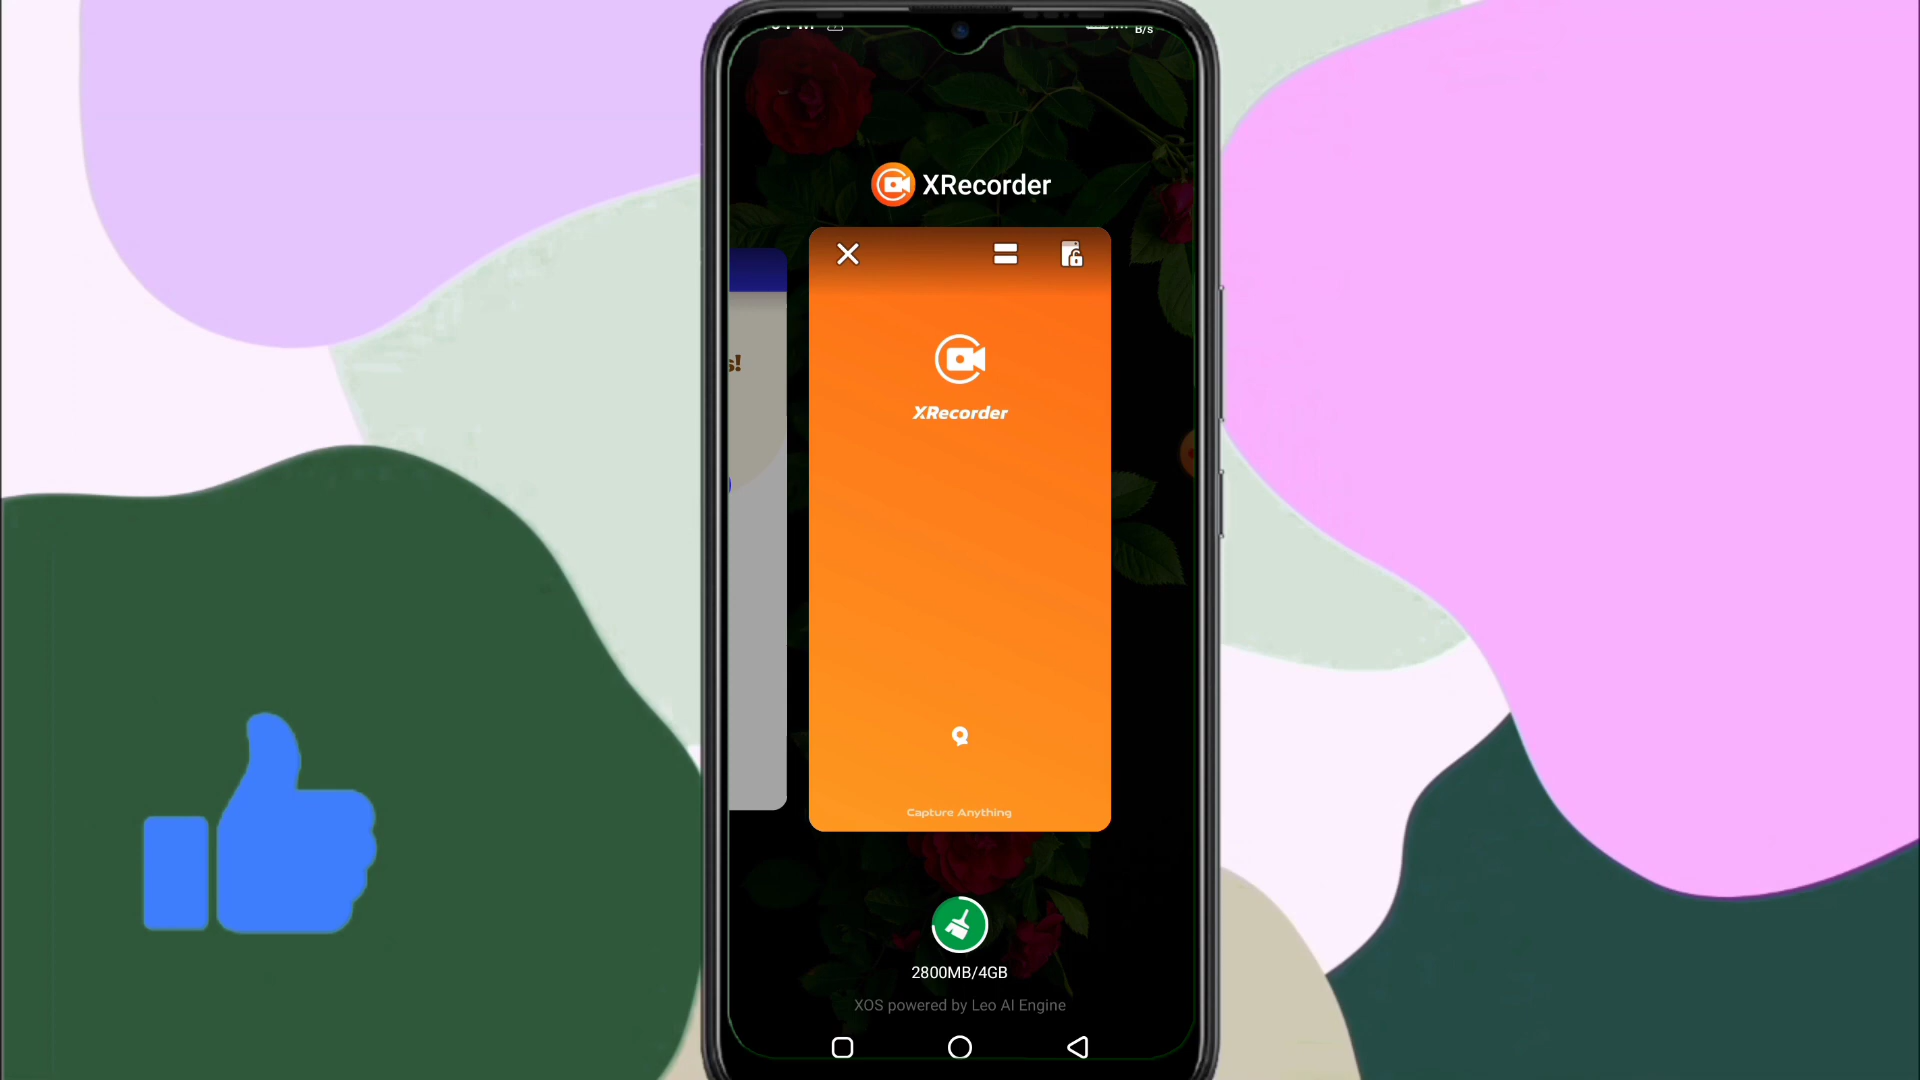 B/s
XRecorder
s!
XRecorder
Capture Anything
2800MB/4GB
XOS powered by Leo AI Engine